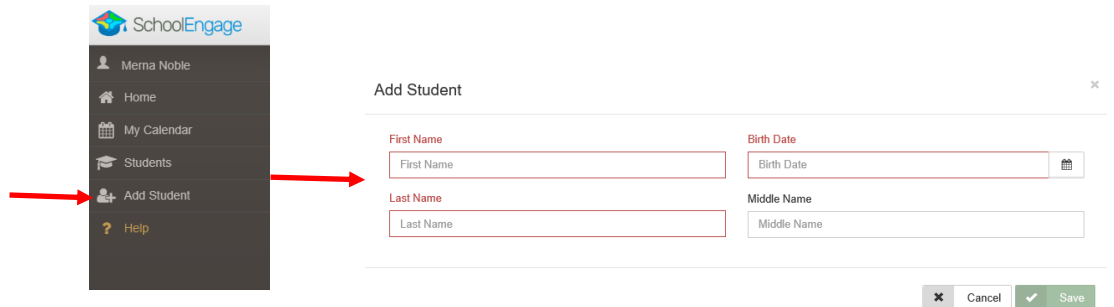 SchoolEngage
Merna Noble
Home
My Calendar
Students
Add Student
? Help
Add Student
×
First Name
Birth Date
First Name
Birth Date
Last Name
Middle Name
Last Name
Middle Name
Cancel
Save